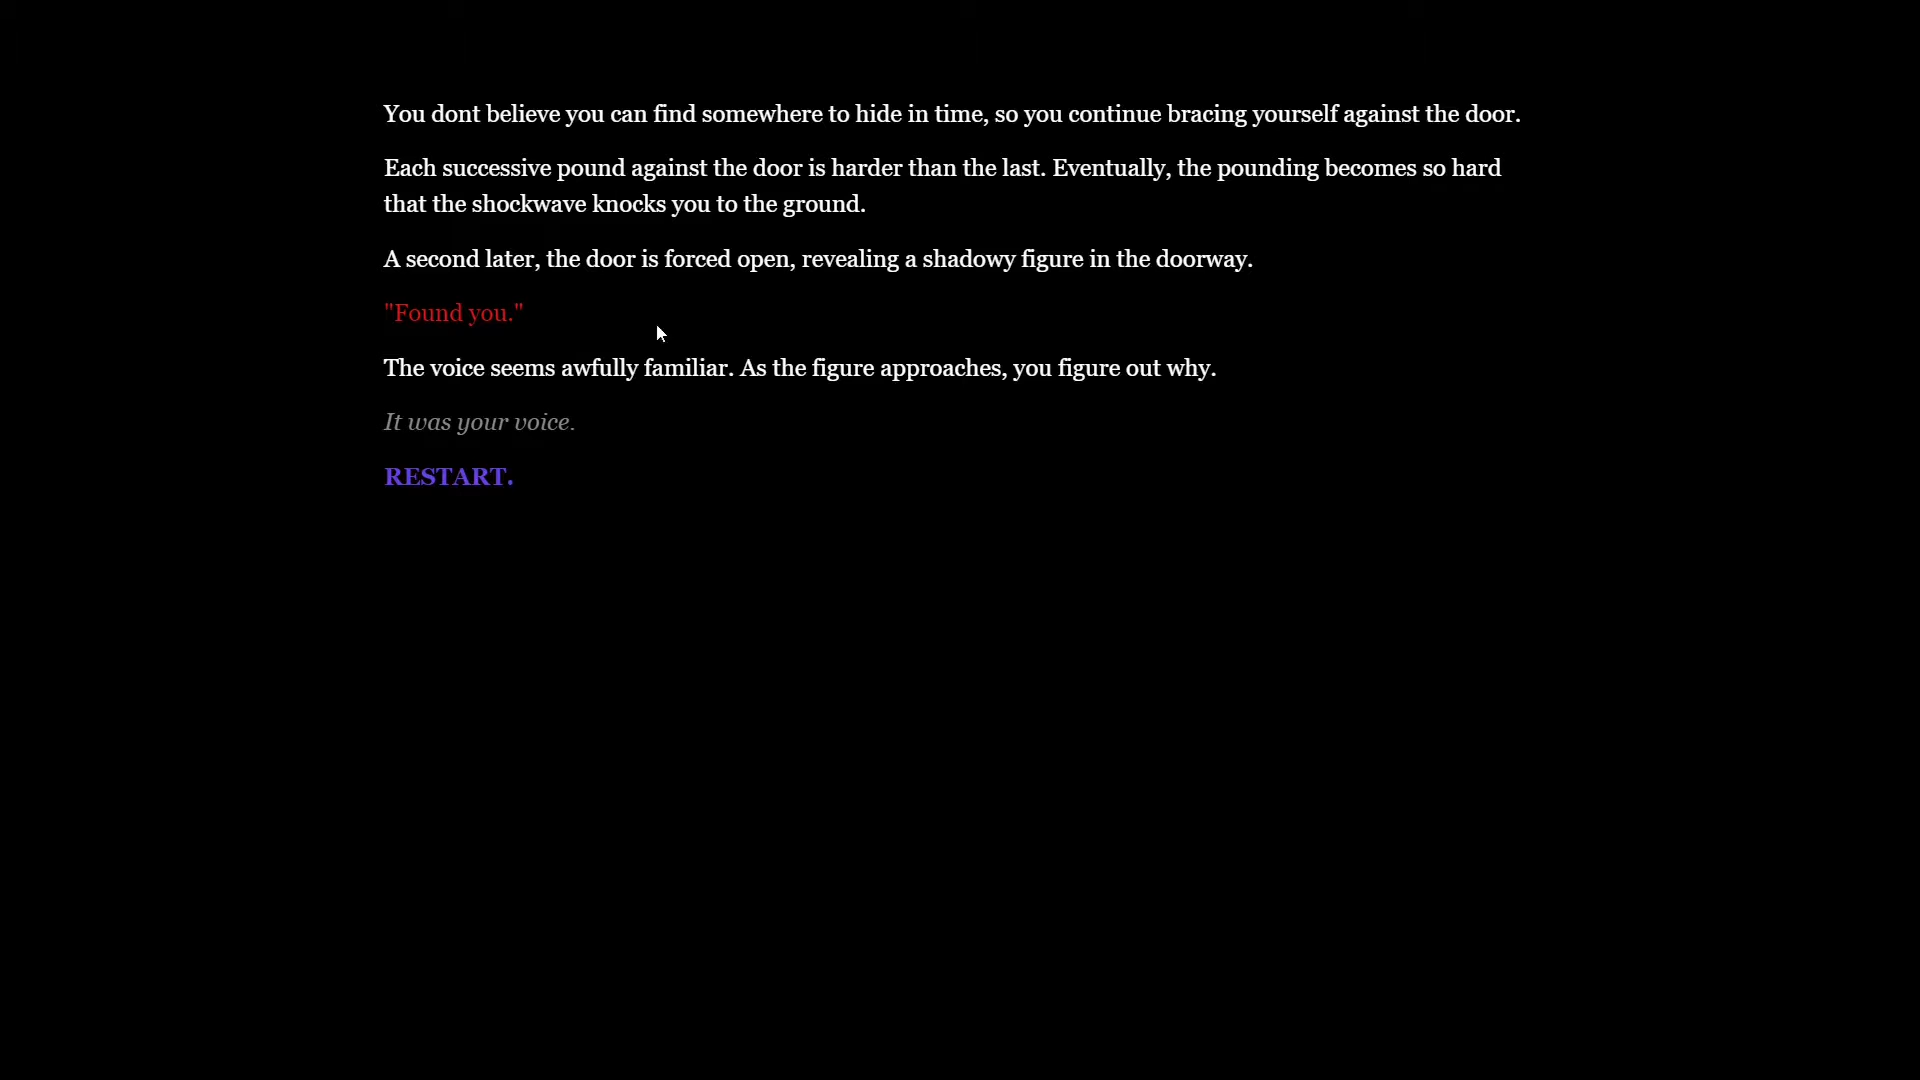 You dont believe you can find somewhere to hide in time, so you continue bracing yourself against the door.
Each successive pound against the door is harder than the last. Eventually, the pounding becomes so hard
that the shockwave knocks you to the ground.
A second later, the door is forced open, revealing a shadowy figure in the doorway.
"Found you."
The voice seems awfully familiar. As the figure approaches, you figure out why.
It was your voice.
RESTART.